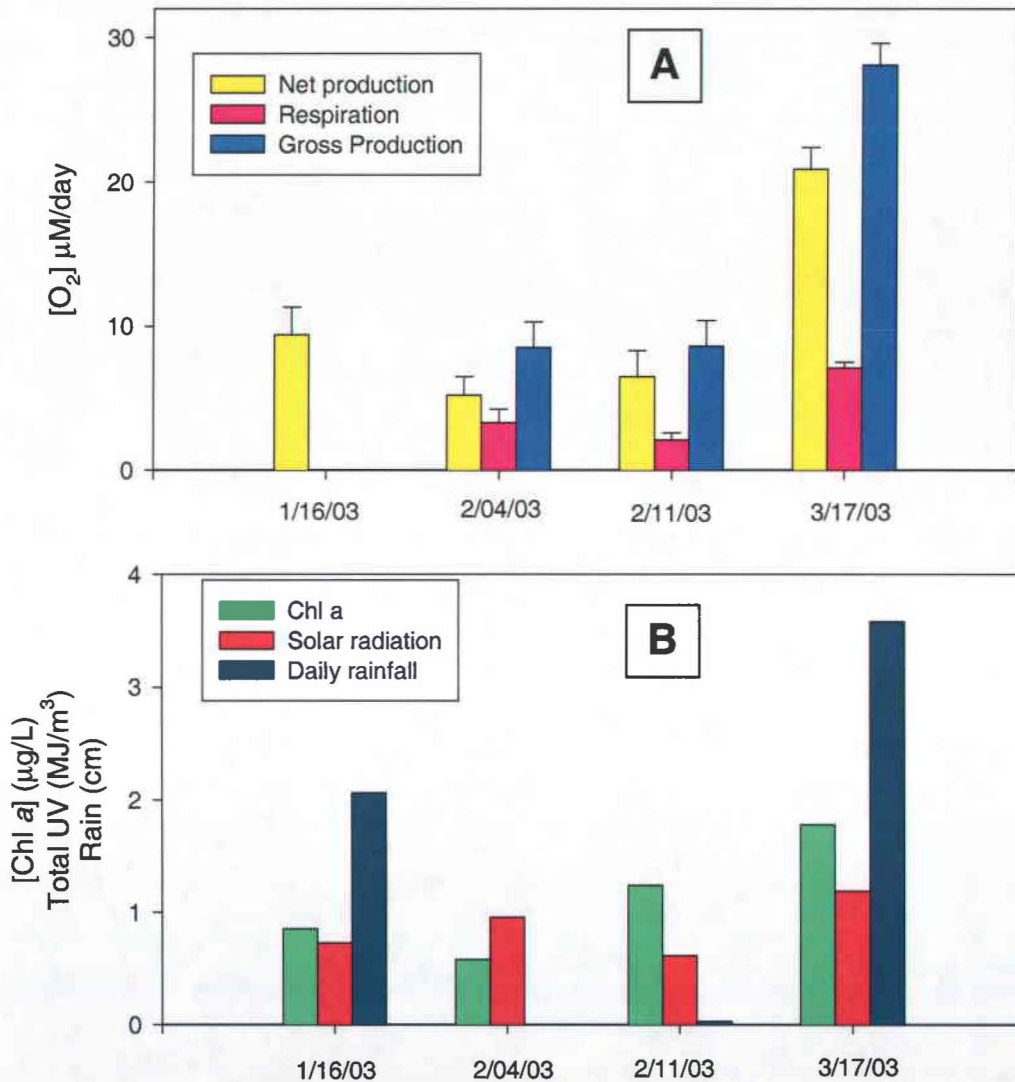 A
Net production
Respiration
Gross Production
[O₂] μM/day
30
20
10
0
1/16/03
2/04/03
2/11/03
3/17/03
B
Chl a
Solar radiation
Daily rainfall
[Chl a] (μg/L)
Total UV (MJ/m³)
Rain (cm)
4
3
2
1
0
1/16/03
2/04/03
2/11/03
3/17/03